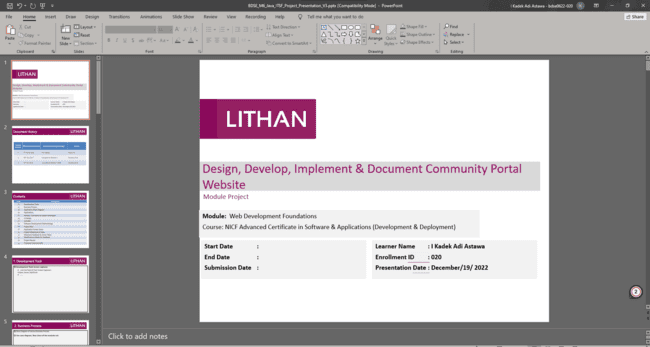 PowerPoint
File
Home
Insert
Draw
Design
Transitions
Animations
Slide Show
Review
View
Recording
Help
Tell me what you want to do
Share
Paste
Cut
Copy
Format Painter
Clipboard
New Slide
Layout
Reset
Section
Slides
Font
Text Direction
Align Text
Convert to SmartArt
Paragraph
Arrange
Quick Styles
Shape Fill
Shape Outline
Shape Effects
Drawing
Find
Replace
Select
Editing
1
LITHAN
2
Document History
LITHAN
3
Contents
LITHAN
4
1. Development Tools
LITHAN
5
2. Business Process
LITHAN
LITHAN
Design, Develop, Implement & Document Community Portal
Website
Module Project
Module: Web Development Foundations
Course: NICF Advanced Certificate in Software & Applications (Development & Deployment)
Start Date :
End Date :
Submission Date :
Learner Name : I Kadek Adi Astawa
Enrollment ID : 020
Presentation Date : December/19/ 2022
2
Click to add notes